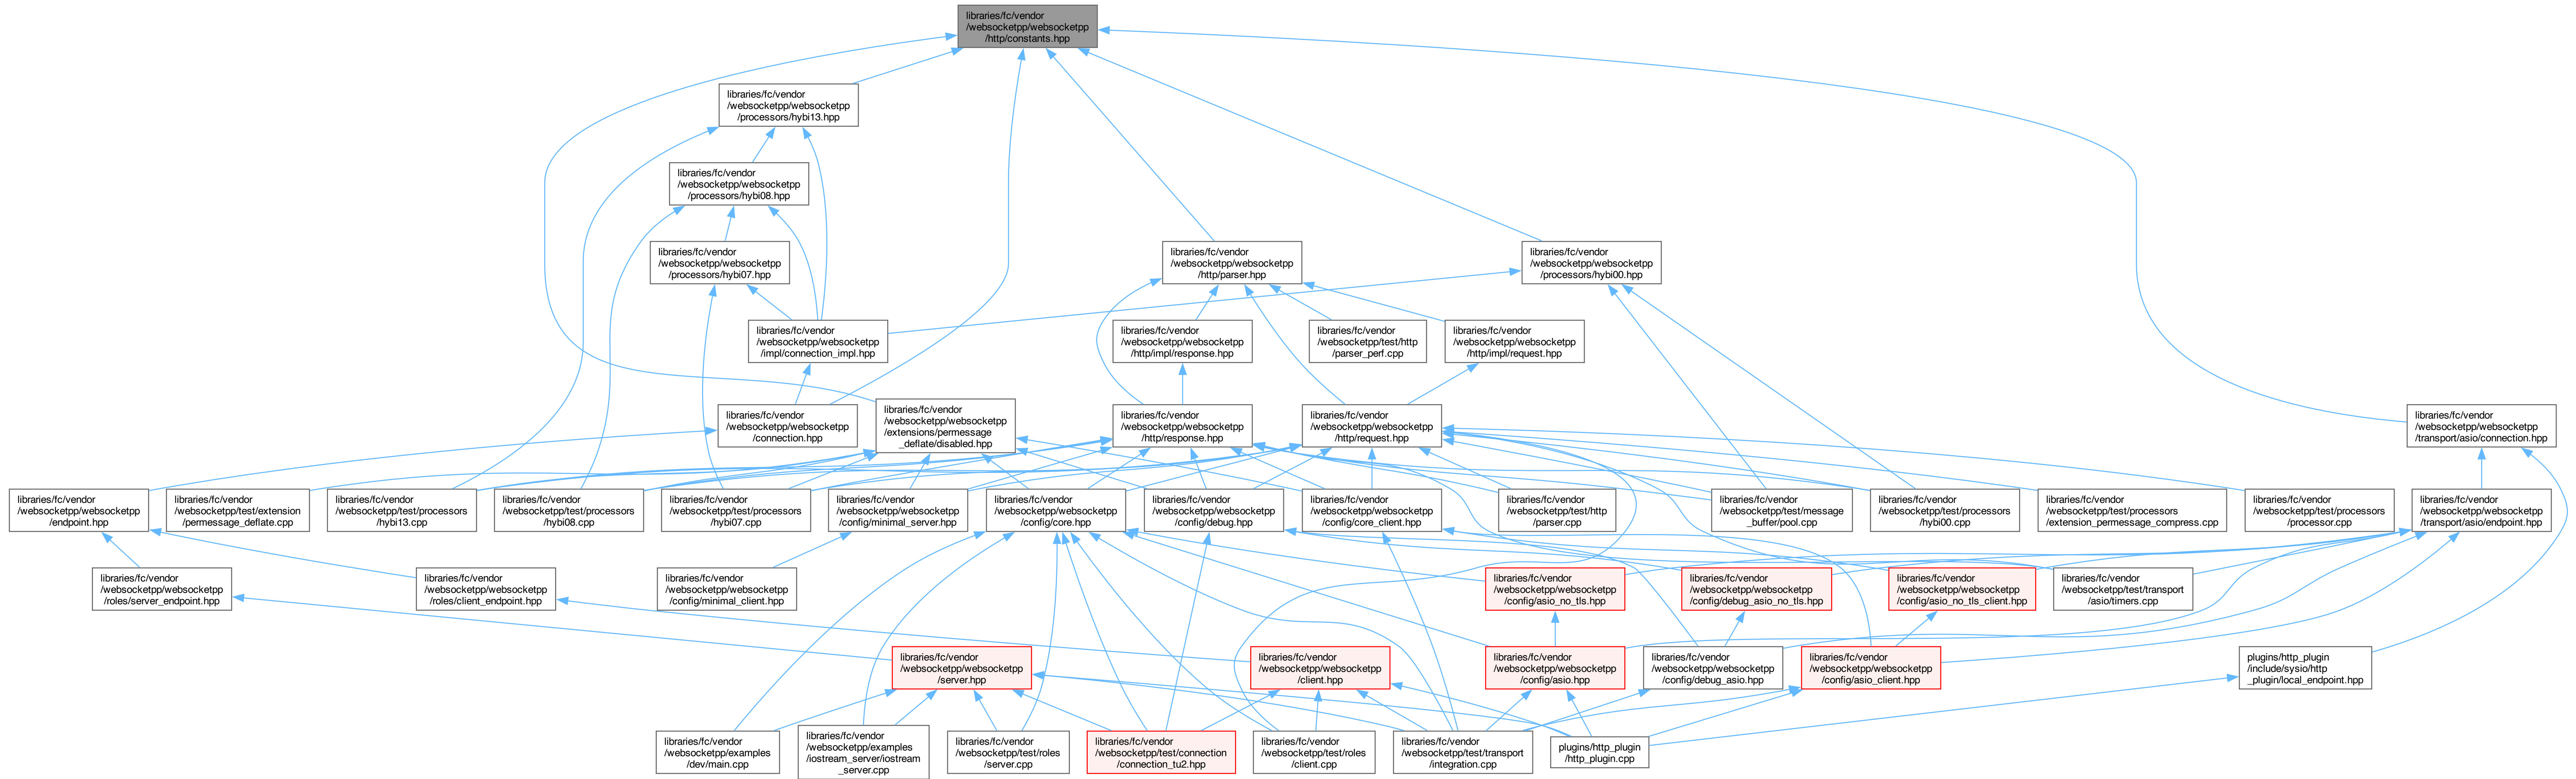 libraries/fc/vendor
/websocketpp/websocketpp
/http/constants.hpp
libraries/fc/vendor
/websocketpp/websocketpp
/processors/hybi13.hpp
libraries/fc/vendor
/websocketpp/websocketpp
/processors/hybi08.hpp
libraries/fc/vendor
/websocketpp/websocketpp
/processors/hybi07.hpp
libraries/fc/vendor
/websocketpp/websocketpp
/http/parser.hpp
libraries/fc/vendor
/websocketpp/websocketpp
/processors/hybi00.hpp
libraries/fc/vendor
/websocketpp/websocketpp
/impl/connection_impl.hpp
libraries/fc/vendor
/websocketpp/websocketpp
/http/impl/response.hpp
libraries/fc/vendor
/websocketpp/test/http
/parser_perf.cpp
libraries/fc/vendor
/websocketpp/websocketpp
/http/impl/request.hpp
libraries/fc/vendor
/websocketpp/websocketpp
/connection.hpp
libraries/fc/vendor
/websocketpp/websocketpp
/extensions/permessage
_deflate/disabled.hpp
libraries/fc/vendor
/websocketpp/websocketpp
/http/response.hpp
libraries/fc/vendor
/websocketpp/websocketpp
/http/request.hpp
libraries/fc/vendor
/websocketpp/websocketpp
/transport/asio/connection.hpp
libraries/fc/vendor
/websocketpp/websocketpp
/endpoint.hpp
libraries/fc/vendor
/websocketpp/test/extension
/permessage_deflate.cpp
libraries/fc/vendor
/websocketpp/test/processors
/hybi13.cpp
libraries/fc/vendor
/websocketpp/test/processors
/hybi08.cpp
libraries/fc/vendor
/websocketpp/test/processors
/hybi07.cpp
libraries/fc/vendor
/websocketpp/websocketpp
/config/minimal_server.hpp
libraries/fc/vendor
/websocketpp/websocketpp
/config/core.hpp
libraries/fc/vendor
/websocketpp/websocketpp
/config/debug.hpp
libraries/fc/vendor
/websocketpp/websocketpp
/config/core_client.hpp
libraries/fc/vendor
/websocketpp/test/http
/parser.cpp
libraries/fc/vendor
/websocketpp/test/message
_buffer/pool.cpp
libraries/fc/vendor
/websocketpp/test/processors
/hybi00.cpp
libraries/fc/vendor
/websocketpp/test/processors
/extension_permessage_compress.cpp
libraries/fc/vendor
/websocketpp/test/processors
/processor.cpp
libraries/fc/vendor
/websocketpp/websocketpp
/transport/asio/endpoint.hpp
libraries/fc/vendor
/websocketpp/websocketpp
/roles/server_endpoint.hpp
libraries/fc/vendor
/websocketpp/websocketpp
/roles/client_endpoint.hpp
libraries/fc/vendor
/websocketpp/websocketpp
/config/minimal_client.hpp
libraries/fc/vendor
/websocketpp/websocketpp
/config/asio_no_tls.hpp
libraries/fc/vendor
/websocketpp/websocketpp
/config/debug_asio_no_tls.hpp
libraries/fc/vendor
/websocketpp/websocketpp
/config/asio_no_tls_client.hpp
libraries/fc/vendor
/websocketpp/test/transport
/asio/timers.cpp
libraries/fc/vendor
/websocketpp/websocketpp
/server.hpp
libraries/fc/vendor
/websocketpp/websocketpp
/client.hpp
libraries/fc/vendor
/websocketpp/websocketpp
/config/asio.hpp
libraries/fc/vendor
/websocketpp/websocketpp
/config/debug_asio.hpp
libraries/fc/vendor
/websocketpp/websocketpp
/config/asio_client.hpp
plugins/http_plugin
/include/sysio/http
_plugin/local_endpoint.hpp
libraries/fc/vendor
/websocketpp/examples
/dev/main.cpp
libraries/fc/vendor
/websocketpp/examples
/iostream_server/iostream
_server.cpp
libraries/fc/vendor
/websocketpp/test/roles
/server.cpp
libraries/fc/vendor
/websocketpp/test/connection
/connection_tu2.hpp
libraries/fc/vendor
/websocketpp/test/roles
/client.cpp
libraries/fc/vendor
/websocketpp/test/transport
/integration.cpp
plugins/http_plugin
/http_plugin.cpp